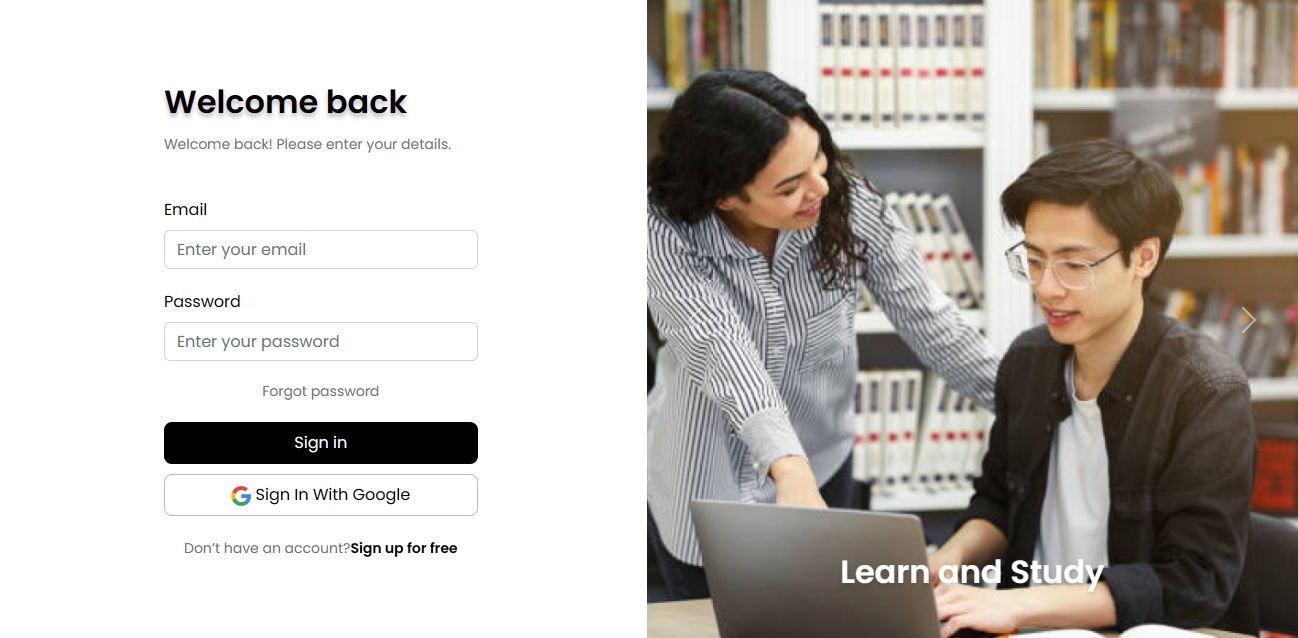 Welcome back
Welcome back! Please enter your details.
Email
Enter your email
Password
Enter your password
Forgot password
Sign in
Sign In With Google
Don’t have an account?Sign up for free
Learn and Study